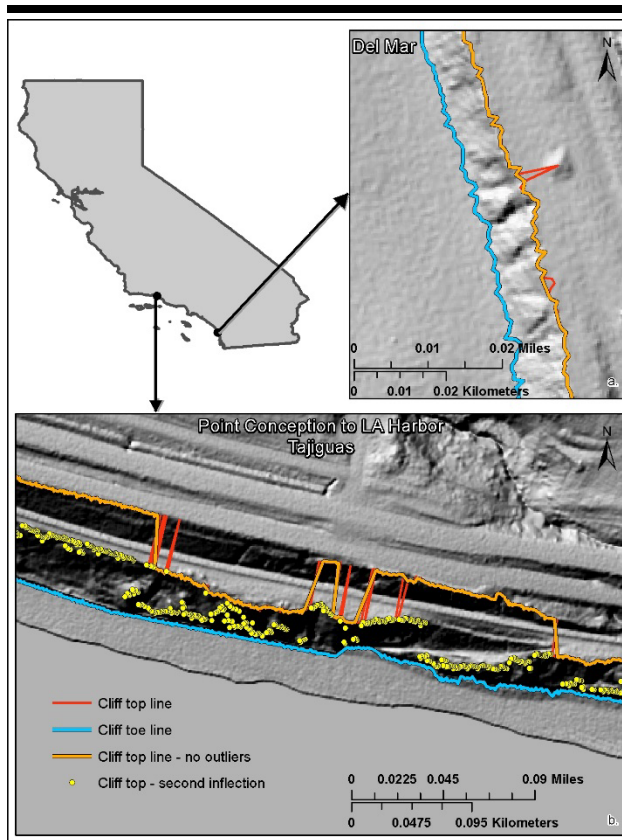 Del Mar
N
0 0.01 0.02 Miles
0 0.01 0.02 Kilometers
a.
Point Conception to LA Harbor
Tajiguas
N
Cliff top line
Cliff toe line
Cliff top line - no outliers
Cliff top - second inflection
0 0.0225 0.045 0.09 Miles
0 0.0475 0.095 Kilometers
b.